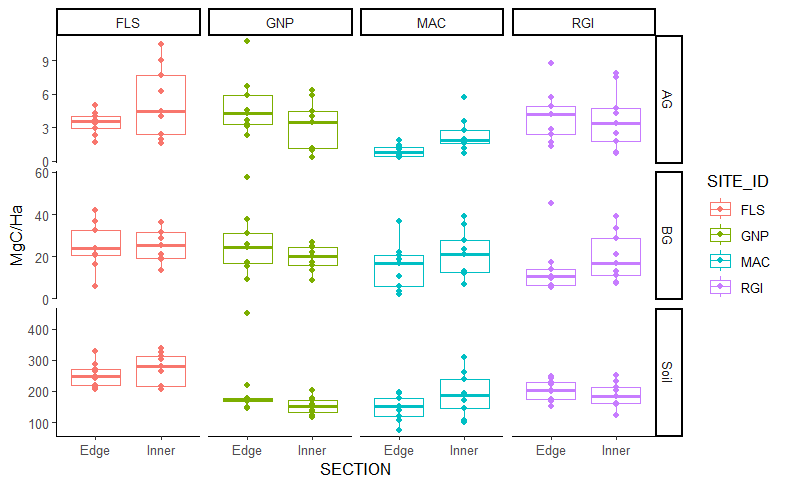 FLS GNP MAC RGI
MgC/Ha
9
6
3
0
AG
60
40
20
0
BG
400
300
200
100
Soil
Edge Inner Edge Inner Edge Inner Edge Inner
SECTION
SITE_ID
FLS
GNP
MAC
RGI